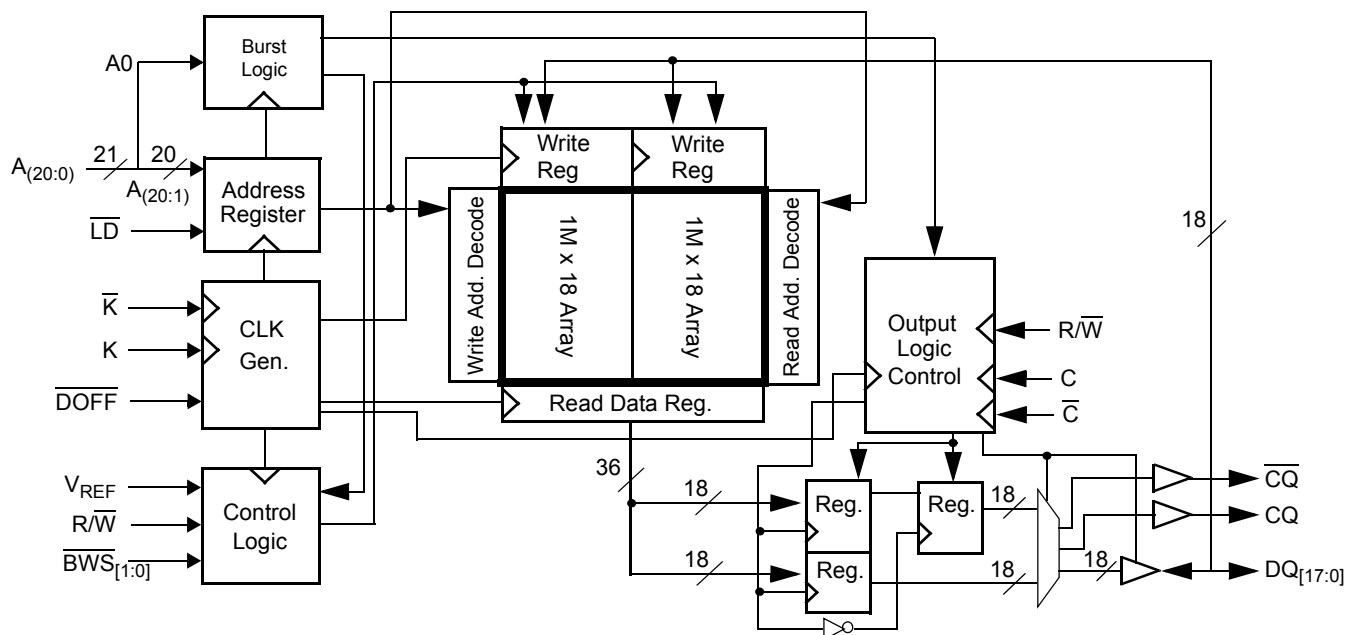 A0
Burst
Logic
A(20:0)
21
20
A(20:1)
LD
Address
Register
K
K
DOFF
CLK
Gen.
VREF
R/W
BWS[1:0]
Control
Logic
Write
Reg
Write
Reg
Write Add. Decode
1M x 18 Array
1M x 18 Array
Read Add. Decode
Read Data Reg.
36
18
18
18
Output
Logic
Control
R/W
C
C
Reg.
Reg.
Reg.
18
18
18
CQ
CQ
DQ[17:0]